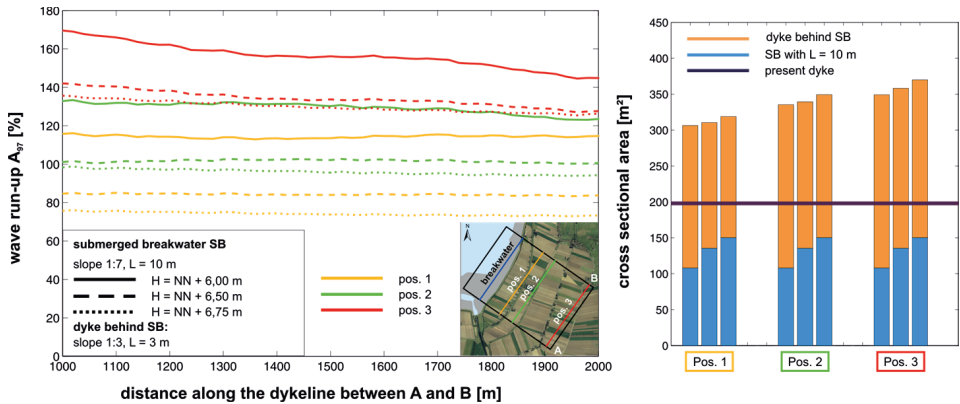 180
160
140
120
100
80
60
40
20
0
wave run-up A97 [%]
submerged breakwater SB
slope 1:7, L = 10 m
H = NN + 6,00 m
H = NN + 6,50 m
H = NN + 6,75 m
dyke behind SB:
slope 1:3, L = 3 m
pos. 1
pos. 2
pos. 3
N
breakwater
pos. 1
pos. 2
pos. 3
B
A
1000 1100 1200 1300 1400 1500 1600 1700 1800 1900 2000
distance along the dykeline between A and B [m]
450
400
350
300
250
200
150
100
50
0
cross sectional area [m²]
dyke behind SB
SB with L = 10 m
present dyke
Pos. 1 Pos. 2 Pos. 3